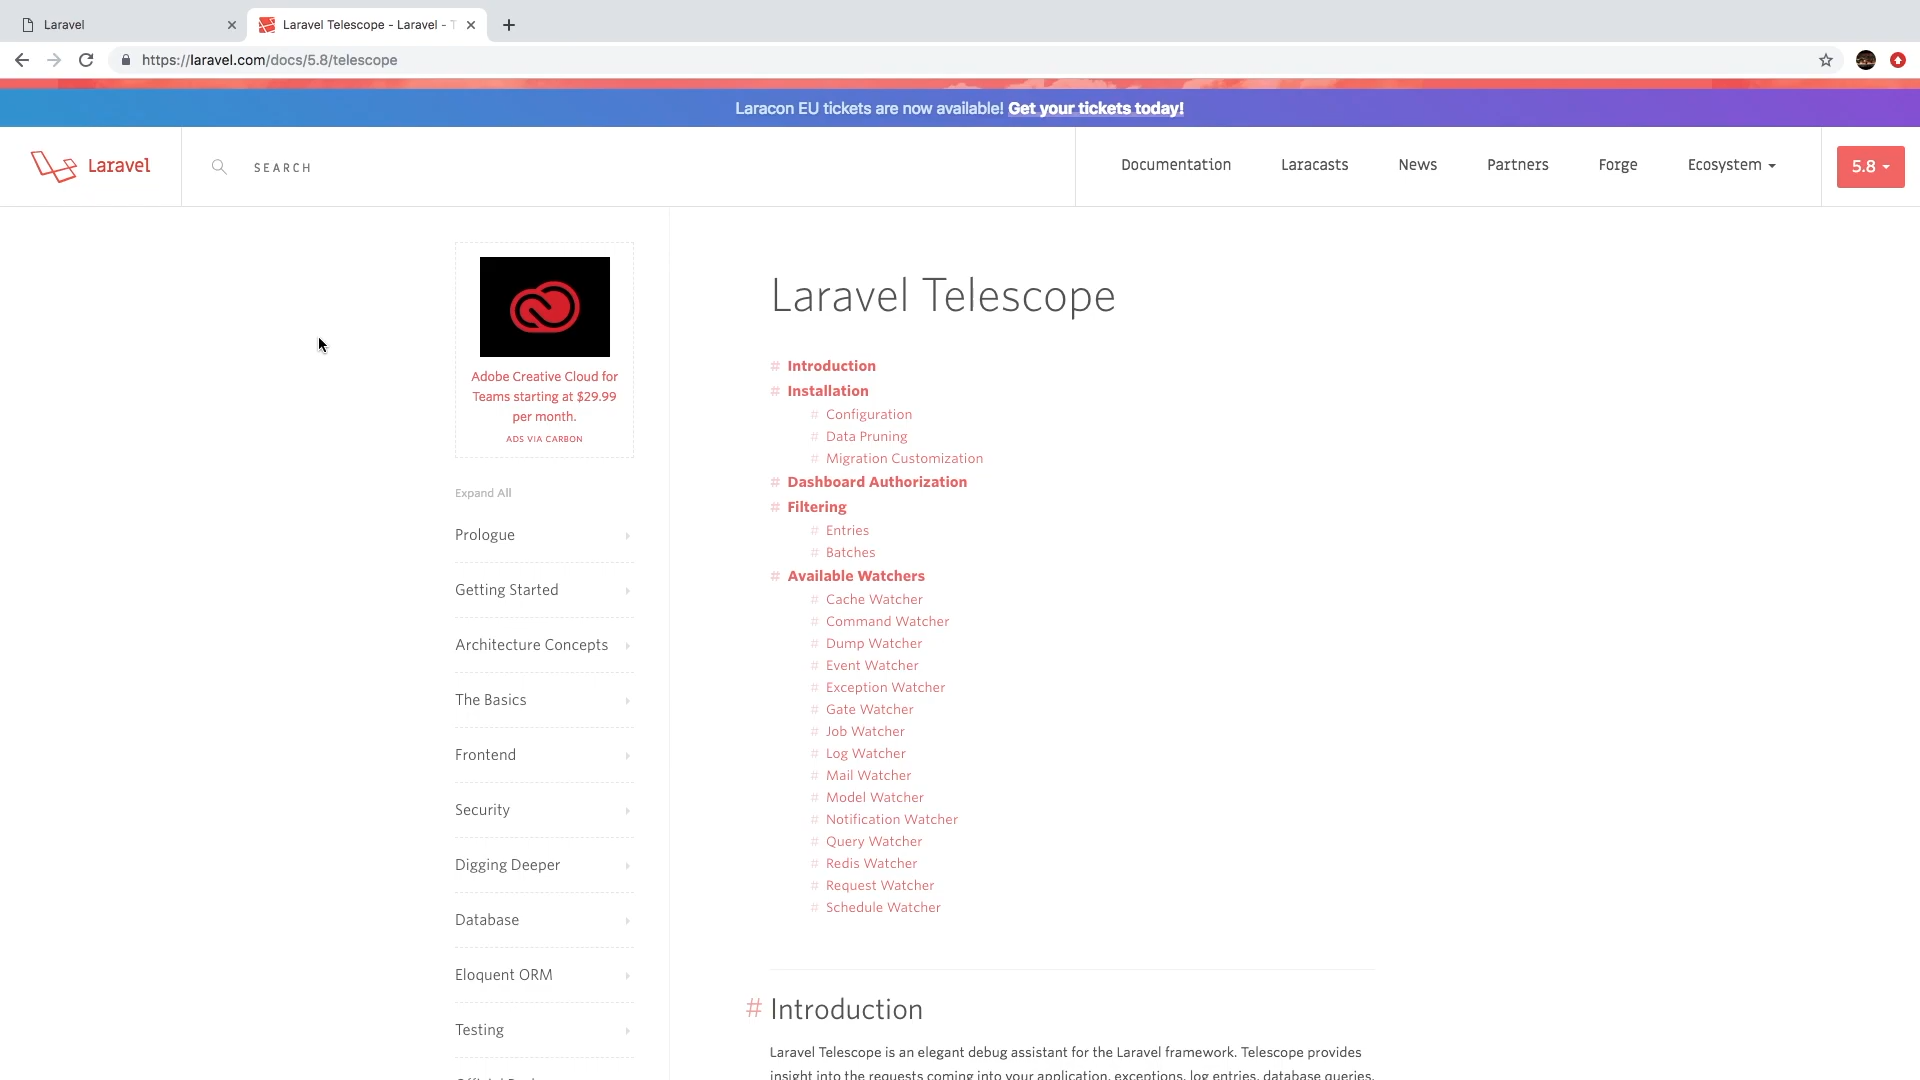 Laravel
Laravel Telescope - Laravel -
https://laravel.com/docs/5.8/telescope
Laracon EU tickets are now available! Get your tickets today!
Laravel
SEARCH
Documentation
Laracasts
News
Partners
Forge
Ecosystem
5.8
Adobe Creative Cloud for
Teams starting at $29.99
per month.
ADS VIA CARBON
Expand All
Prologue
Getting Started
Architecture Concepts
The Basics
Frontend
Security
Digging Deeper
Database
Eloquent ORM
Testing
Laravel Telescope
# Introduction
# Installation
# Configuration
# Data Pruning
# Migration Customization
# Dashboard Authorization
# Filtering
# Entries
# Batches
# Available Watchers
# Cache Watcher
# Command Watcher
# Dump Watcher
# Event Watcher
# Exception Watcher
# Gate Watcher
# Job Watcher
# Log Watcher
# Mail Watcher
# Model Watcher
# Notification Watcher
# Query Watcher
# Redis Watcher
# Request Watcher
# Schedule Watcher
# Introduction
Laravel Telescope is an elegant debug assistant for the Laravel framework. Telescope provides
insight into the requests coming into your application, exceptions, log entries, database queries,